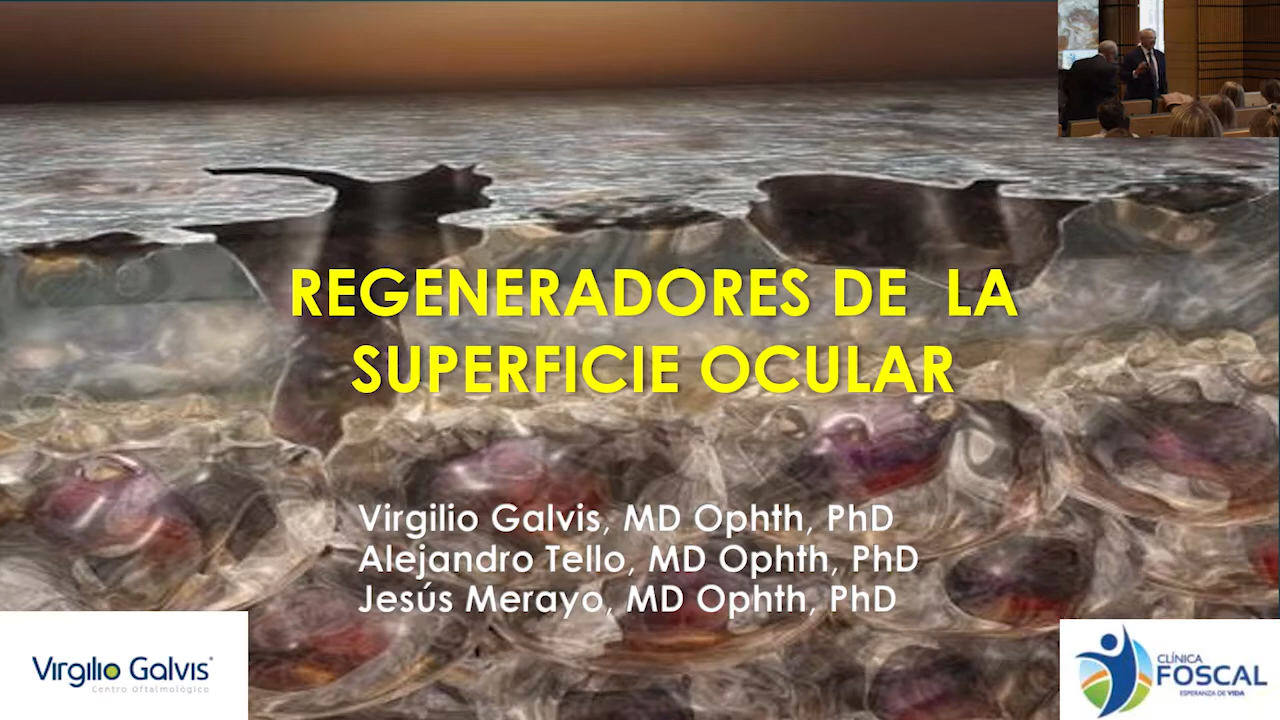 REGENERADORES DE LA
SUPERFICIE OCULAR
Virgilio Galvis, MD Ophth, PhD
Alejandro Tello, MD Ophth, PhD
Jesús Merayo, MD Ophth, PhD
Virgilio Galvis
Centro Oftalmológico
CLÍNICA
FOSCAL
ESPERANZA DE VIDA